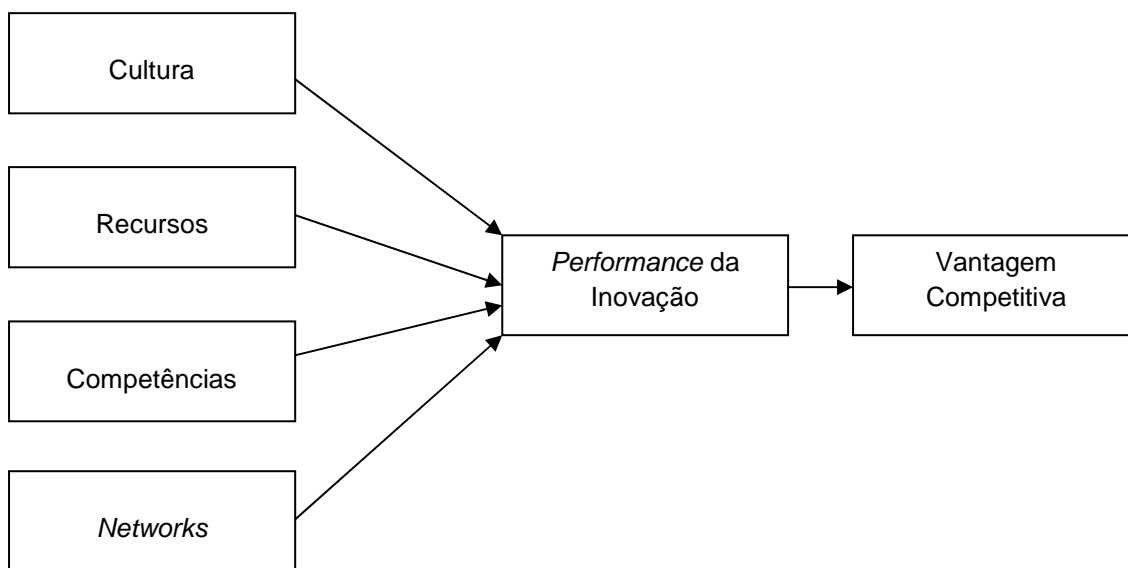 Cultura
Recursos
Competências
Networks
Performance da
Inovação
Vantagem
Competitiva